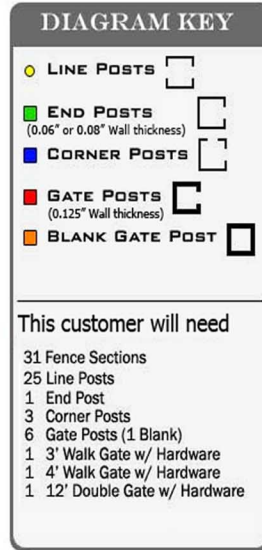 DIAGRAM KEY
LINE POSTS
END POSTS
(0.06" or 0.08" Wall thickness)
CORNER POSTS
GATE POSTS
(0.125" Wall thickness)
BLANK GATE POST
This customer will need
31 Fence Sections
25 Line Posts
1 End Post
3 Corner Posts
6 Gate Posts (1 Blank)
1 3' Walk Gate w/ Hardware
1 4' Walk Gate w/ Hardware
1 12' Double Gate w/ Hardware